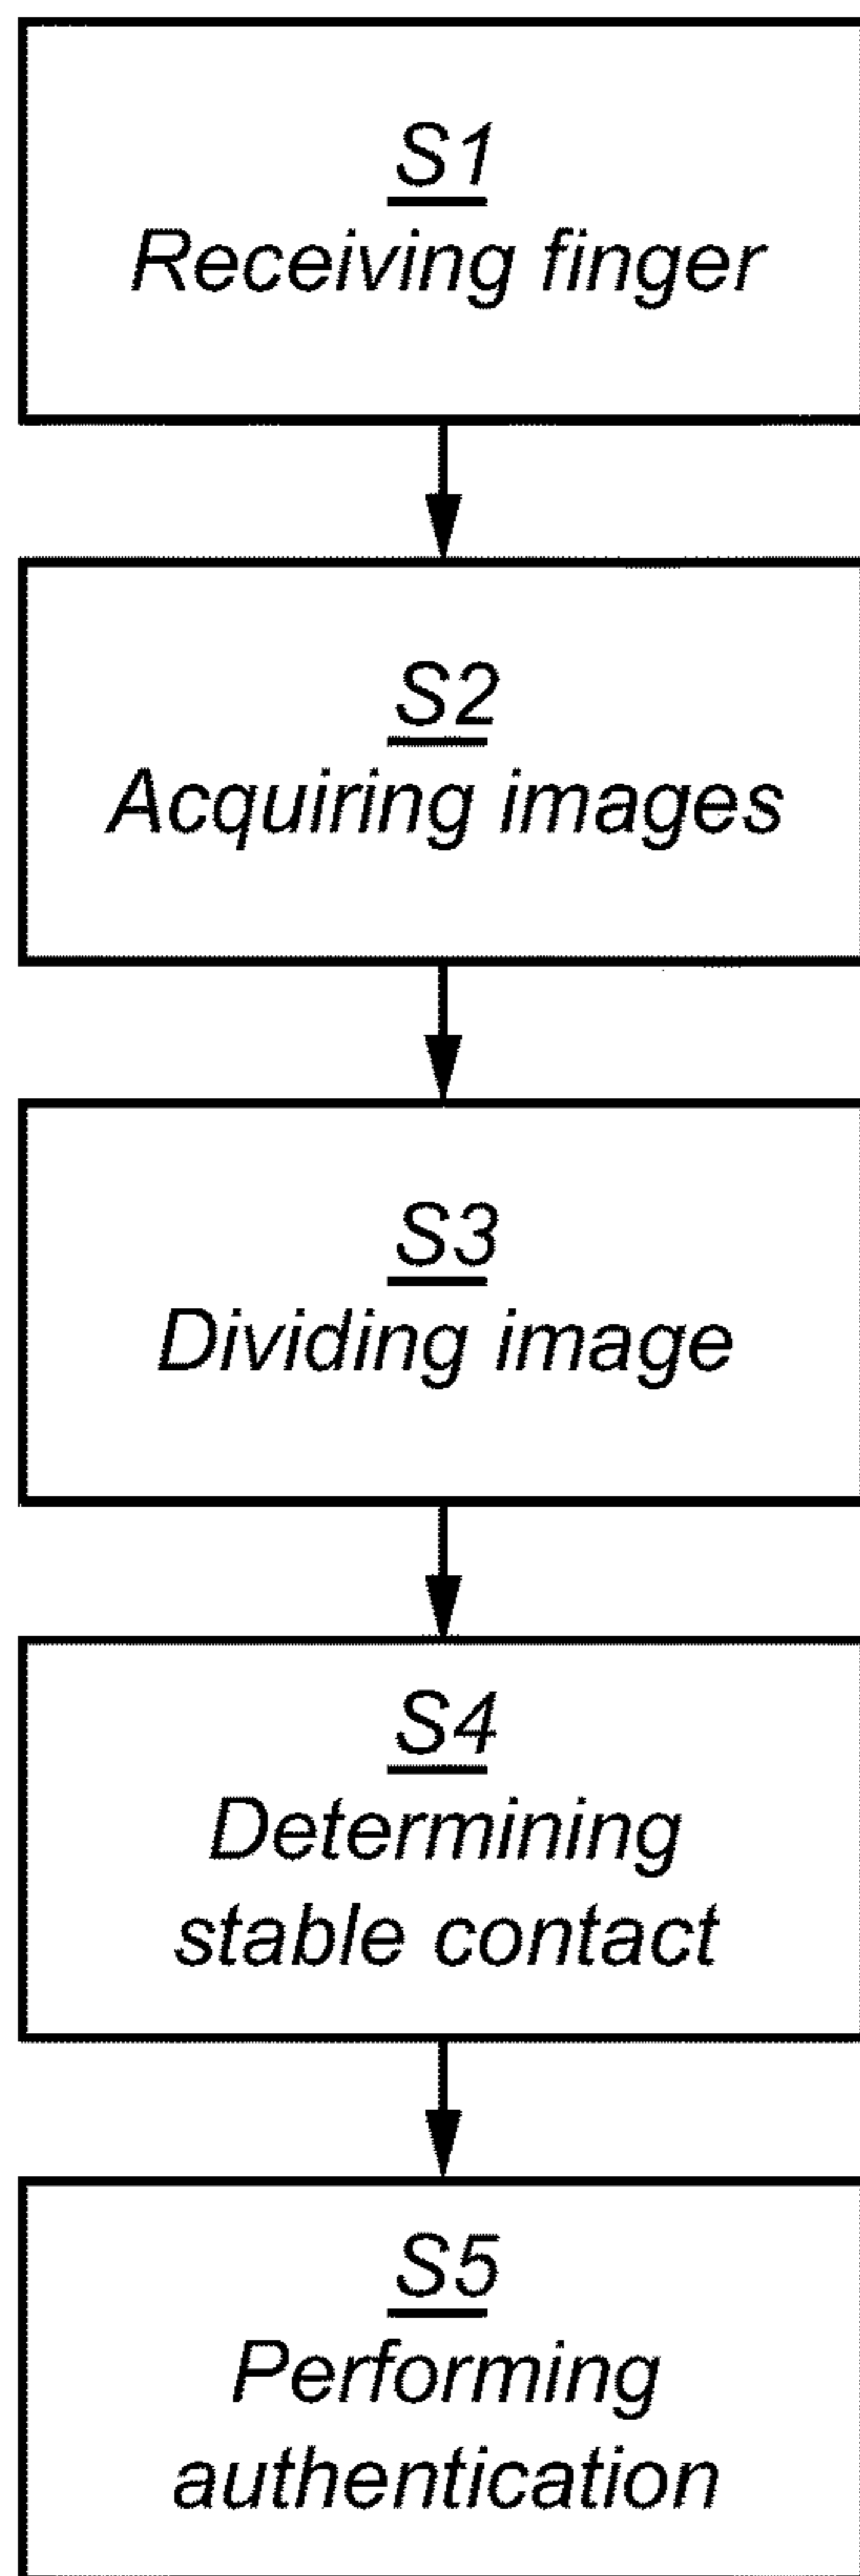 S1
Receiving finger
S2
Acquiring images
S3
Dividing image
S4
Determining
stable contact
S5
Performing
authentication